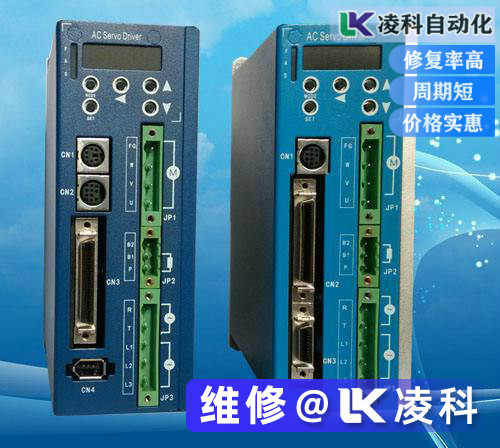 LK 凌科自动化
修复率高
周期短
价格实惠
AC Servo Driver
F
A
S
MODE
SET
CN1
CN2
CN3
CN4
FG
W
V
U
JP1
B2
B1
P
JP2
R
T
L1
L2
L3
JP3
M
AC Servo Driver
F
A
S
MODE
SET
CN1
CN2
CN3
FG
W
V
U
JP1
B2
B1
P
JP2
R
T
L1
L2
L3
JP3
M
维修@LK凌科